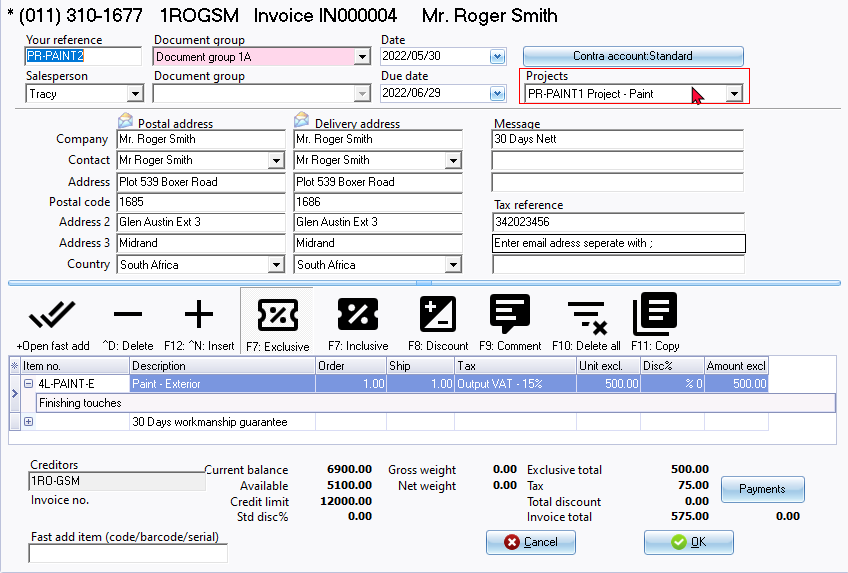 * (011) 310-1677 1ROGSM Invoice IN000004 Mr. Roger Smith
Your reference Document group Date
PR-PAINT2 Document group 1A 2022/05/30 Contra account:Standard
Salesperson Document group Due date Projects
Tracy 2022/06/29 PR-PAINT1 Project - Paint
Postal address Delivery address Message
Company Mr. Roger Smith Mr. Roger Smith 30 Days Nett
Contact Mr Roger Smith Mr Roger Smith
Address Plot 539 Boxer Road Plot 539 Boxer Road
Postal code 1685 1686 Tax reference
Address 2 Glen Austin Ext 3 Glen Austin Ext 3 342023456
Address 3 Midrand Midrand Enter email adress seperate with ;
Country South Africa South Africa
+Open fast add ^D: Delete F12: ^N: Insert F7: Exclusive F7: Inclusive F8: Discount F9: Comment F10: Delete all F11: Copy
Item no. Description Order Ship Tax Unit excl. Disc% Amount excl
4L-PAINT-E Paint - Exterior 1.00 1.00 Output VAT - 15% 500.00 % 0 500.00
Finishing touches
30 Days workmanship guarantee
Creditors Current balance 6900.00 Gross weight 0.00 Exclusive total 500.00
1RO-GSM Available 5100.00 Net weight 0.00 Tax 75.00 Payments
Invoice no. Credit limit 12000.00 Total discount 0.00
Std disc% 0.00 Invoice total 575.00 0.00
Fast add item (code/barcode/serial) Cancel OK